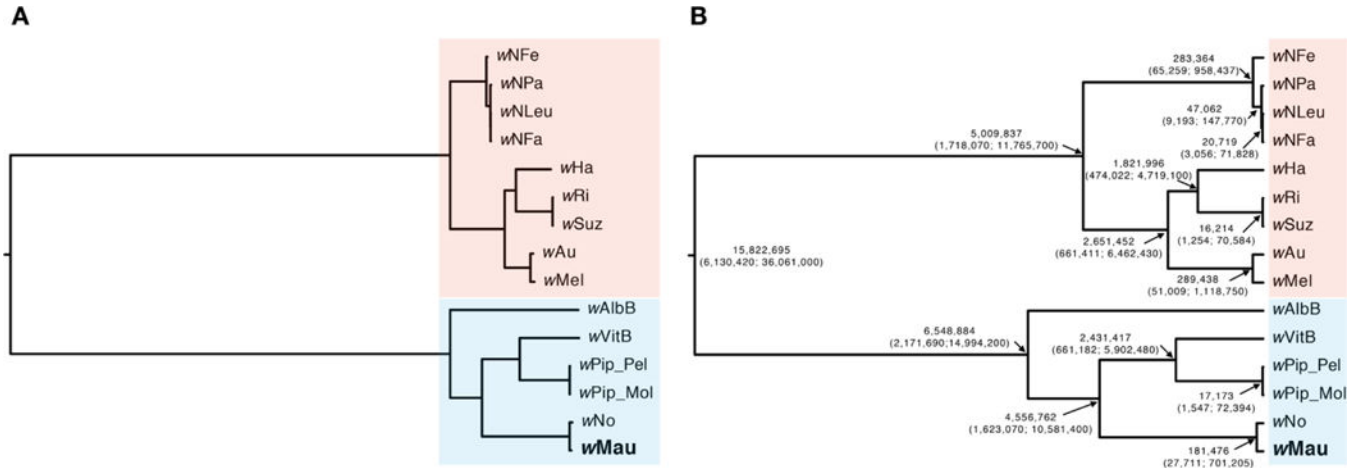 A
wNFe
wNPa
wNLeu
wNFa
wHa
wRi
wSuz
wAu
wMel
wAlbB
wVitB
wPip_Pel
wPip_Mol
wNo
wMau
B
283,364
(65,259; 958,437)
47,062
(9,193; 147,770)
20,719
(3,056; 71,828)
5,009,837
(1,718,070; 11,765,700)
1,821,996
(474,022; 4,719,100)
16,214
(1,254; 70,584)
2,651,452
(661,411; 6,462,430)
289,438
(51,009; 1,118,750)
15,822,695
(6,130,420; 36,061,000)
6,548,884
(2,171,690;14,994,200)
2,431,417
(661,182; 5,902,480)
17,173
(1,547; 72,394)
4,556,762
(1,623,070; 10,581,400)
181,476
(27,711; 701,205)
wNFe
wNPa
wNLeu
wNFa
wHa
wRi
wSuz
wAu
wMel
wAlbB
wVitB
wPip_Pel
wPip_Mol
wNo
wMau